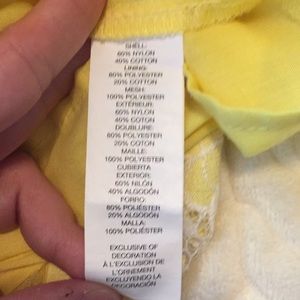 SHELL:
60% NYLON
40% COTTON
LINING:
80% POLYESTER
20% COTTON
MESH:
100% POLYESTER
EXTÉRIEUR:
60% NYLON
40% COTON
DOUBLURE:
80% POLYESTER
20% COTON
MAILLE:
100% POLYESTER
CUBIERTA
EXTERIOR:
60% NILÓN
40% ALGODÓN
FORRO:
80% POLIÉSTER
20% ALGODÓN
MALLA:
100% POLIÉSTER
EXCLUSIVE OF
DECORATION
À L'EXCLUSION DE
L'ORNEMENT
EXCLUYENDO LA
DECORACIÓN